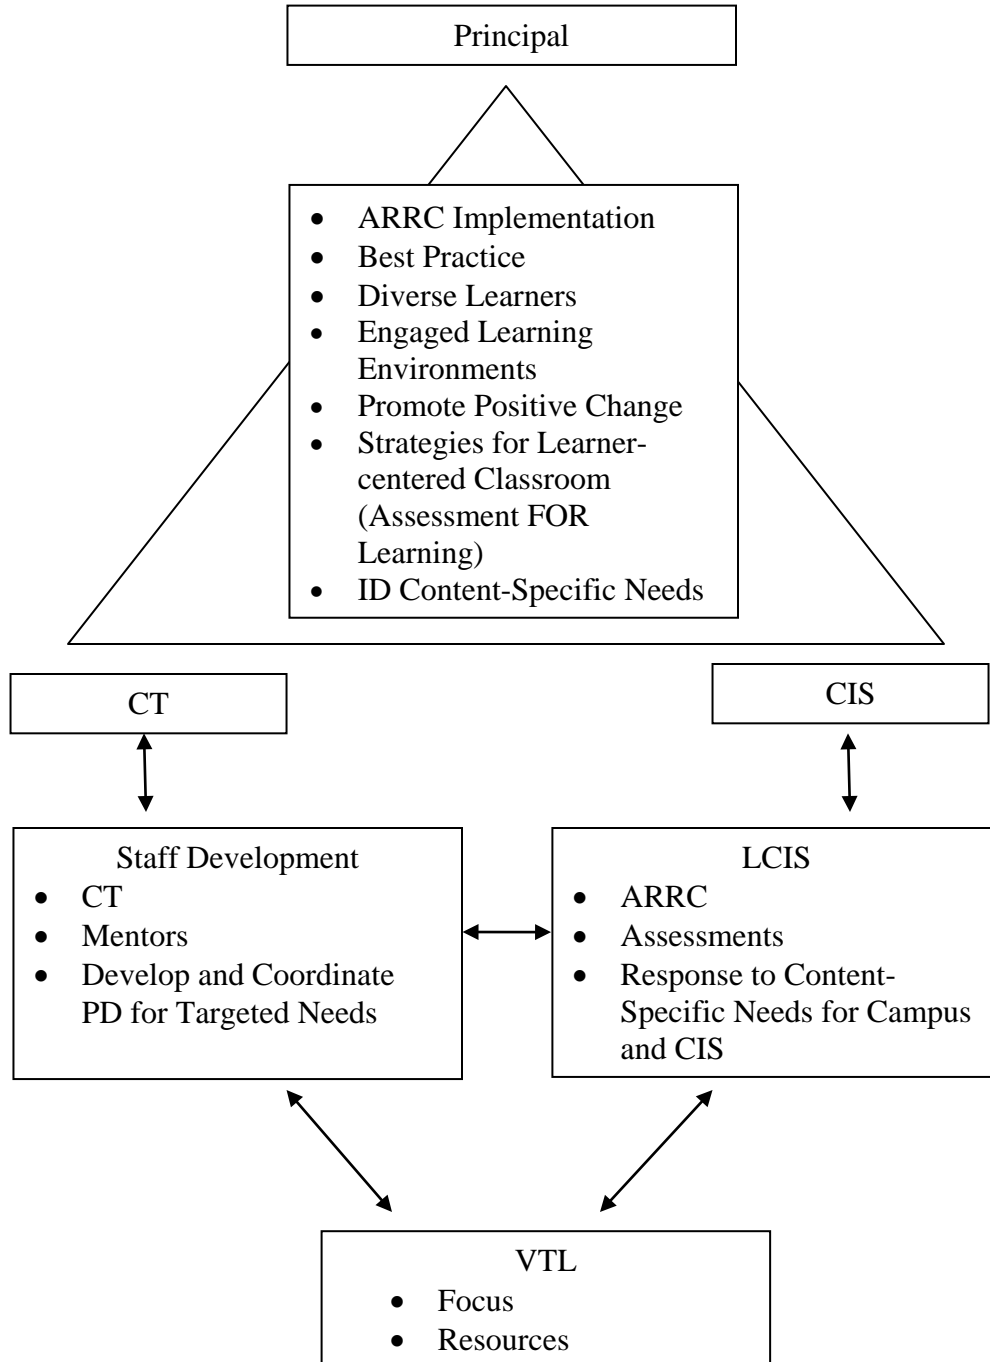 Principal
• ARRC Implementation
• Best Practice
• Diverse Learners
• Engaged Learning
Environments
• Promote Positive Change
• Strategies for Learner-
centered Classroom
(Assessment FOR
Learning)
• ID Content-Specific Needs
CT
CIS
Staff Development
• CT
• Mentors
• Develop and Coordinate
PD for Targeted Needs
LCIS
• ARRC
• Assessments
• Response to Content-
Specific Needs for Campus
and CIS
VTL
• Focus
• Resources